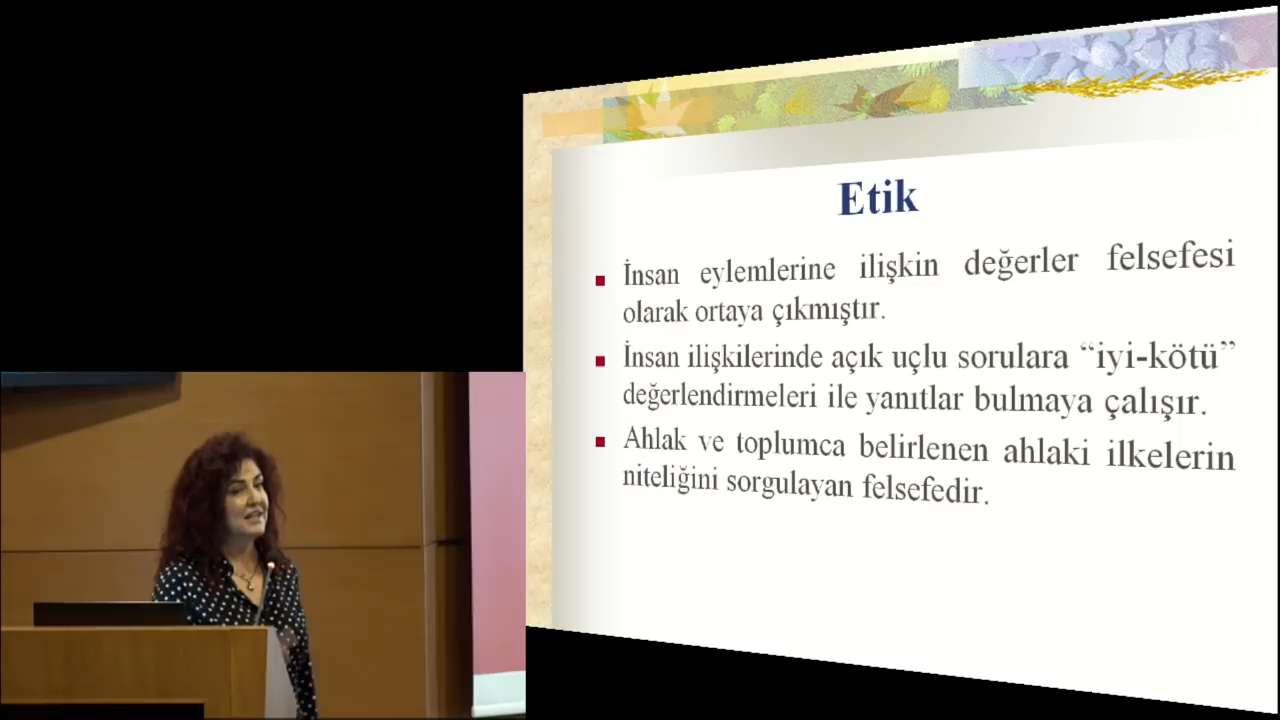 Etik
İnsan eylemlerine ilişkin değerler felsefesi
olarak ortaya çıkmıştır.
İnsan ilişkilerinde açık uçlu sorulara “iyi-kötü”
değerlendirmeleri ile yanıtlar bulmaya çalışır.
Ahlak ve toplumca belirlenen ahlaki ilkelerin
niteliğini sorgulayan felsefedir.